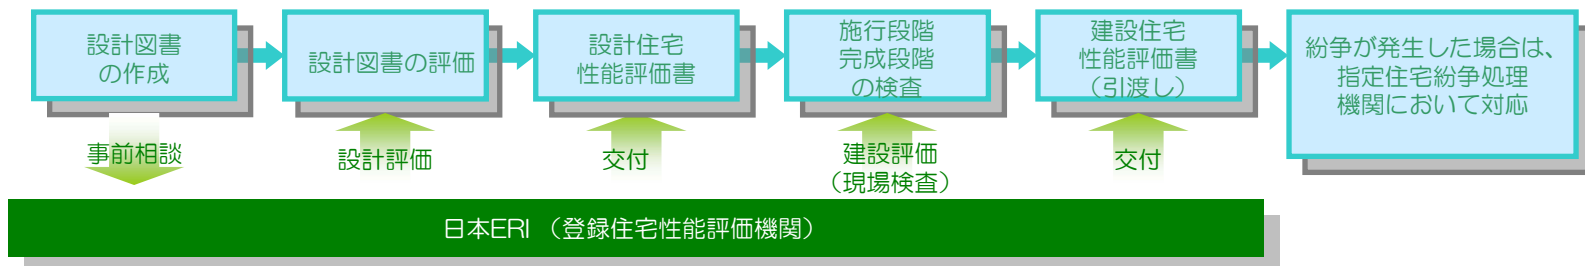 設計図書
の作成
設計図書の評価
設計住宅
性能評価書
施行段階
完成段階
の検査
建設住宅
性能評価書
（引渡し）
紛争が発生した場合は、
指定住宅紛争処理
機関において対応
事前相談
設計評価
交付
建設評価
（現場検査）
交付
日本ERI （登録住宅性能評価機関）